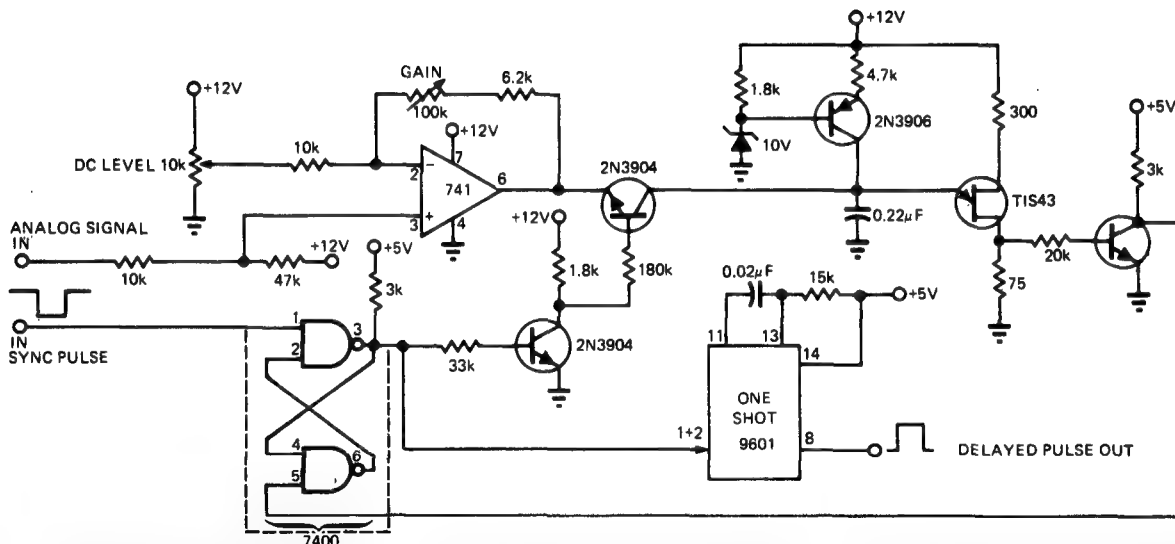 +12V
GAIN
6.2k
100k
+12V
DC LEVEL 10k
10k
2
7
741
6
3
4
ANALOG SIGNAL
IN
10k
47k
+12V
IN
SYNC PULSE
+5V
3k
1
2
3
4
5
6
7400
33k
2N3904
+12V
1.8k
180k
2N3904
+12V
1.8k
10V
4.7k
2N3906
0.22µF
300
TIS43
75
20k
+5V
3k
0.02µF
15k
+5V
11
13
14
ONE
SHOT
9601
1+2
8
DELAYED PULSE OUT